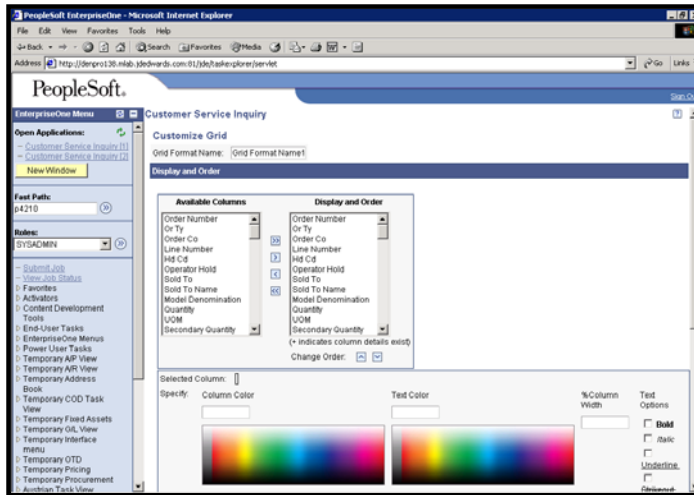 PeopleSoft EnterpriseOne - Microsoft Internet Explorer
File Edit View Favorites Tools Help
Back Search Favorites Media
Address http://denpro138.mlab.jdedwards.com:81/jde/taskexplorer/servlet Go Links
PeopleSoft.
Sign Ou
EnterpriseOne Menu
Open Applications:
- Customer Service Inquiry [1]
- Customer Service Inquiry [2]
New Window
Fast Path:
p4210
Roles:
SYSADMIN
- Submit Job
- View Job Status
Favorites
Activators
Content Development
Tools
End-User Tasks
EnterpriseOne Menus
Power User Tasks
Temporary A/P View
Temporary A/R View
Temporary Address
Book
Temporary COD Task
View
Temporary Fixed Assets
Temporary G/L View
Temporary Interface
menu
Temporary OTD
Temporary Pricing
Temporary Procurement
Austrian Task View
Customer Service Inquiry
Customize Grid
Grid Format Name: Grid Format Name1
Display and Order
Available Columns
Order Number
Or Ty
Order Co
Line Number
Hd Cd
Operator Hold
Sold To
Sold To Name
Model Denomination
Quantity
UOM
Secondary Quantity
Display and Order
Order Number
Or Ty
Order Co
Line Number
Hd Cd
Operator Hold
Sold To
Sold To Name
Model Denomination
Quantity
UOM
Secondary Quantity
(+ indicates column details exist)
Change Order:
Selected Column: []
Specify: Column Color Text Color %Column Width Text Options
Bold
Italic
Underline